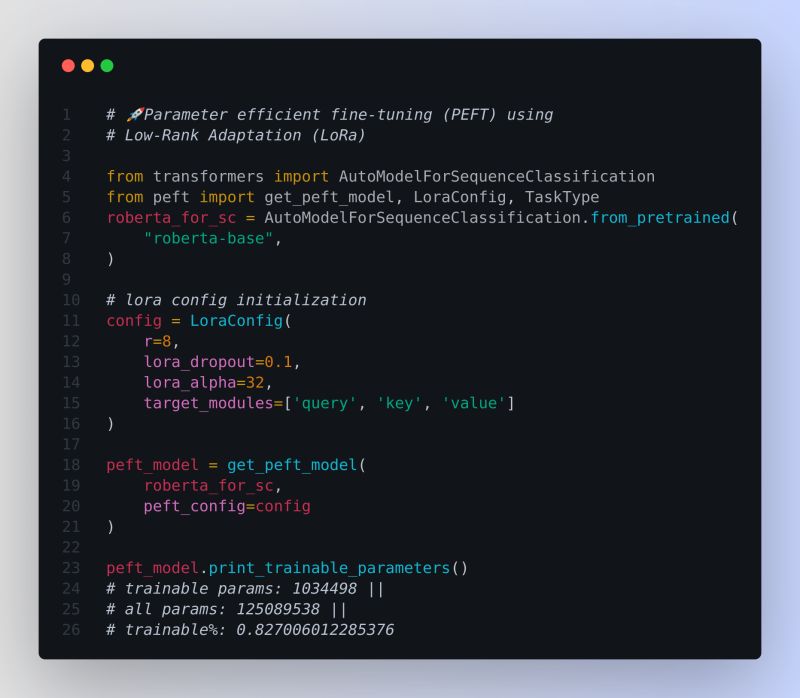 1 # 🚀Parameter efficient fine-tuning (PEFT) using
2 # Low-Rank Adaptation (LoRa)
3
4 from transformers import AutoModelForSequenceClassification
5 from peft import get_peft_model, LoraConfig, TaskType
6 roberta_for_sc = AutoModelForSequenceClassification.from_pretrained(
7     "roberta-base",
8 )
9
10 # lora config initialization
11 config = LoraConfig(
12     r=8,
13     lora_dropout=0.1,
14     lora_alpha=32,
15     target_modules=['query', 'key', 'value']
16 )
17
18 peft_model = get_peft_model(
19     roberta_for_sc,
20     peft_config=config
21 )
22
23 peft_model.print_trainable_parameters()
24 # trainable params: 1034498 ||
25 # all params: 125089538 ||
26 # trainable%: 0.827006012285376